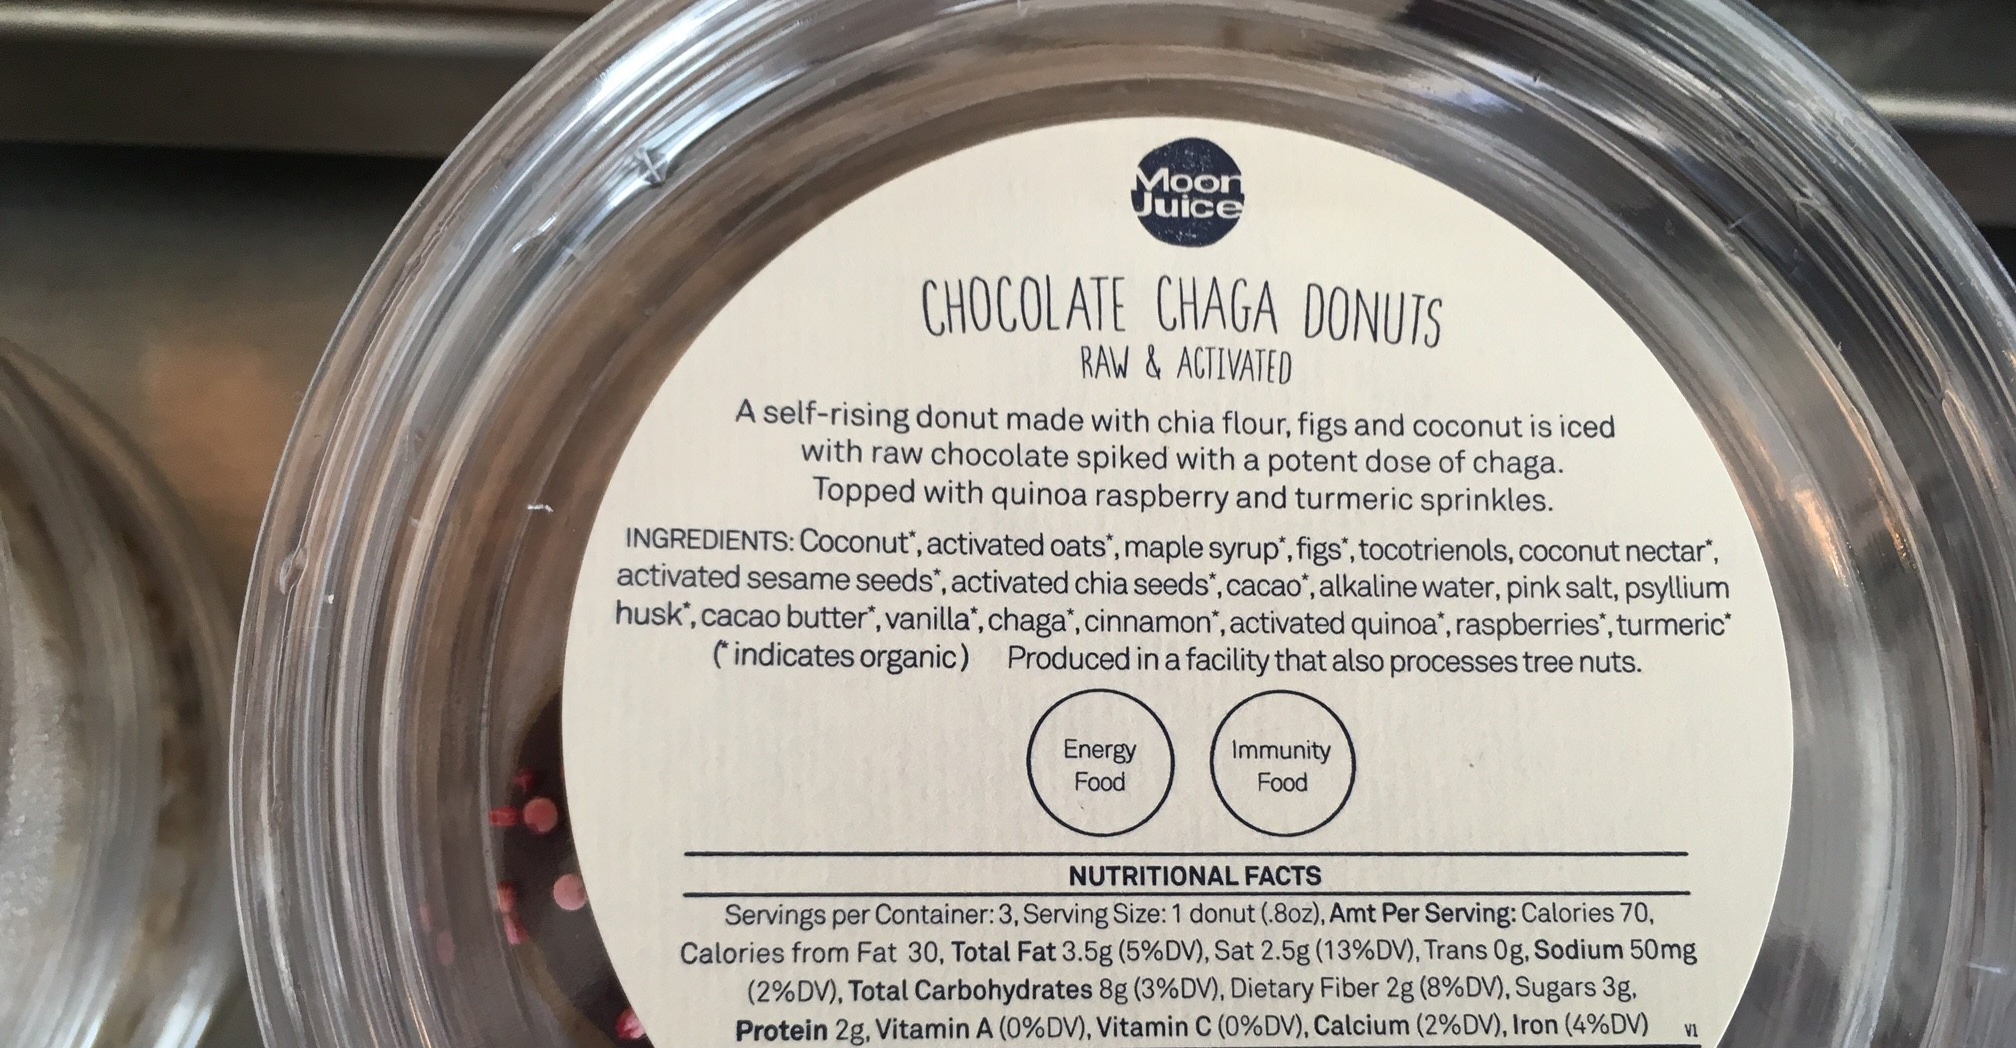 Moon
Juice
CHOCOLATE CHAGA DONUTS
RAW & ACTIVATED
A self-rising donut made with chia flour, figs and coconut is iced
with raw chocolate spiked with a potent dose of chaga.
Topped with quinoa raspberry and turmeric sprinkles.
INGREDIENTS: Coconut*, activated oats*, maple syrup*, figs*, tocotrienols, coconut nectar*,
activated sesame seeds*, activated chia seeds*, cacao*, alkaline water, pink salt, psyllium
husk*, cacao butter*, vanilla*, chaga*, cinnamon*, activated quinoa*, raspberries*, turmeric*
(* indicates organic) Produced in a facility that also processes tree nuts.
Energy
Food
Immunity
Food
NUTRITIONAL FACTS
Servings per Container: 3, Serving Size: 1 donut (.8oz), Amt Per Serving: Calories 70,
Calories from Fat 30, Total Fat 3.5g (5%DV), Sat 2.5g (13%DV), Trans 0g, Sodium 50mg
(2%DV), Total Carbohydrates 8g (3%DV), Dietary Fiber 2g (8%DV), Sugars 3g,
Protein 2g, Vitamin A (0%DV), Vitamin C (0%DV), Calcium (2%DV), Iron (4%DV) V1